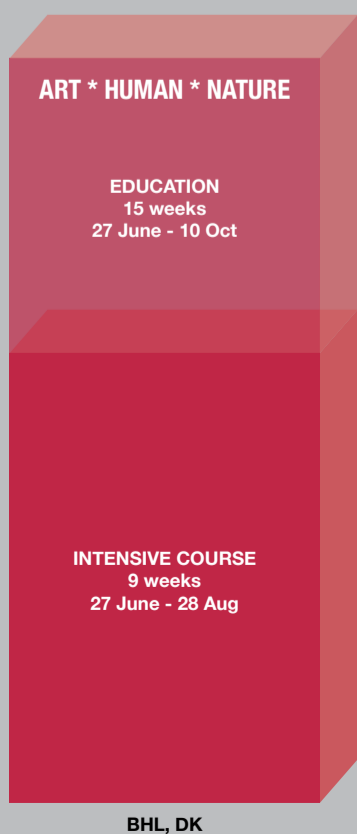 ART * HUMAN * NATURE
EDUCATION
15 weeks
27 June - 10 Oct
INTENSIVE COURSE
9 weeks
27 June - 28 Aug
BHL, DK